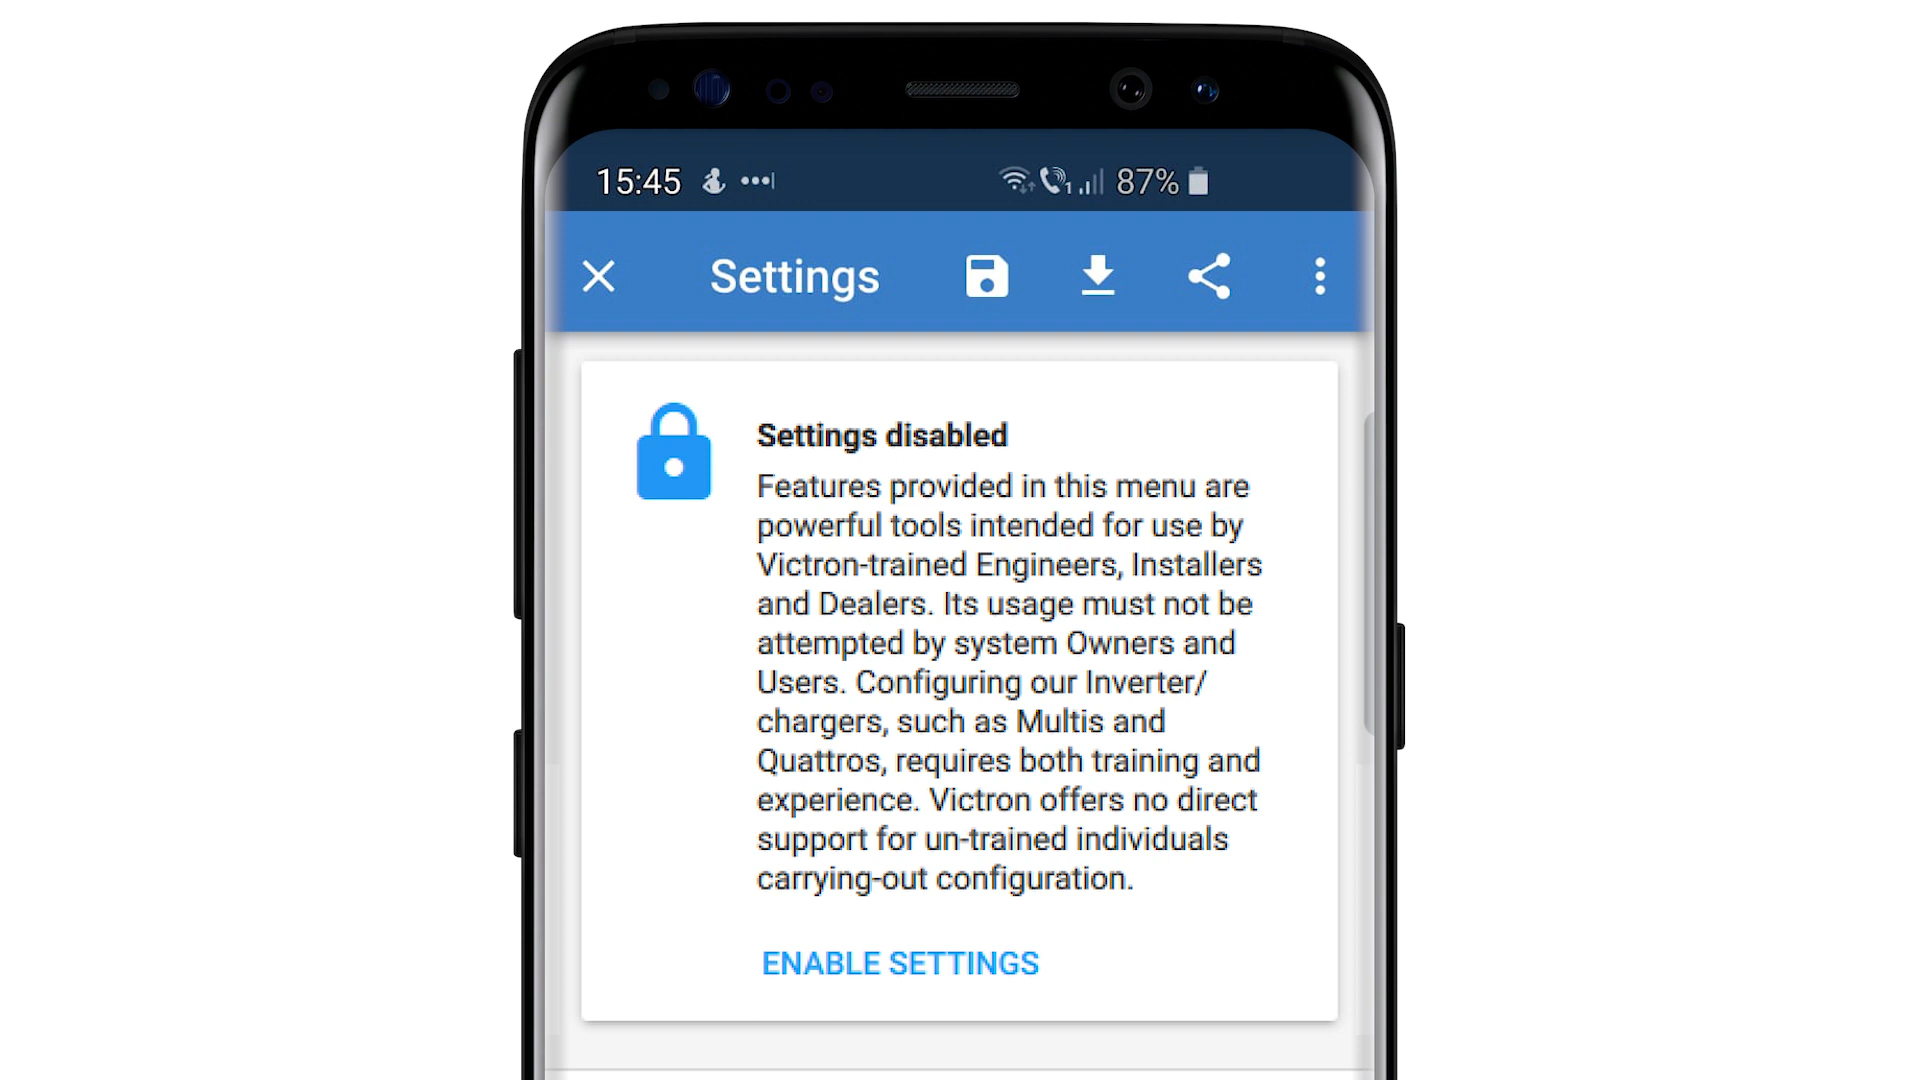 15:45 87%
Settings
Settings disabled
Features provided in this menu are
powerful tools intended for use by
Victron-trained Engineers, Installers
and Dealers. Its usage must not be
attempted by system Owners and
Users. Configuring our Inverter/
chargers, such as Multis and
Quattros, requires both training and
experience. Victron offers no direct
support for un-trained individuals
carrying-out configuration.
ENABLE SETTINGS